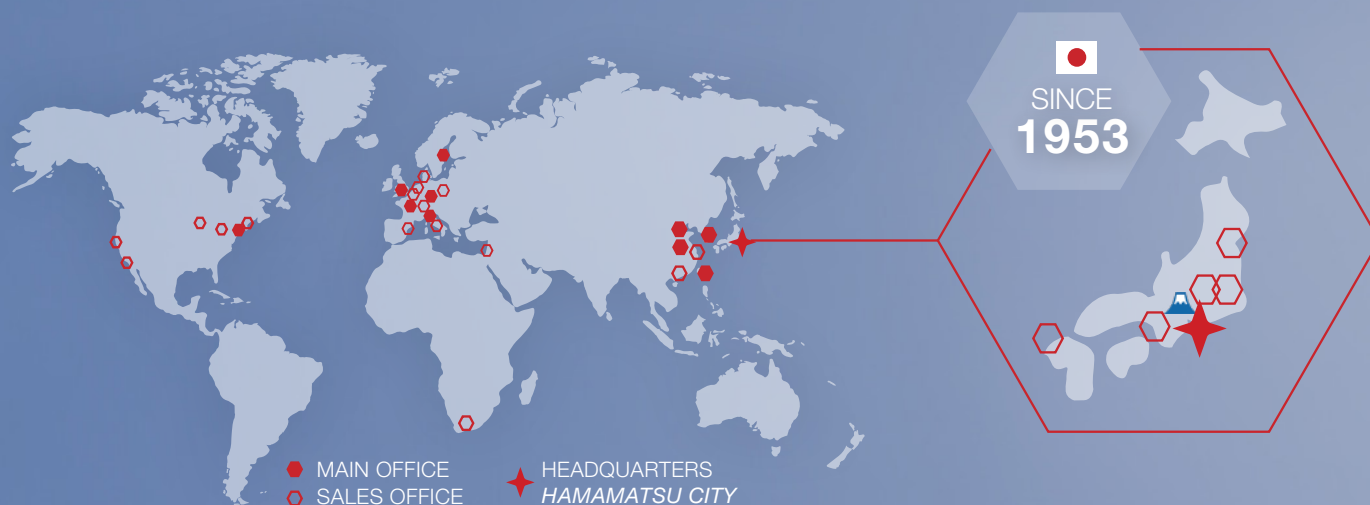 SINCE
1953
MAIN OFFICE
SALES OFFICE
HEADQUARTERS
HAMAMATSU CITY